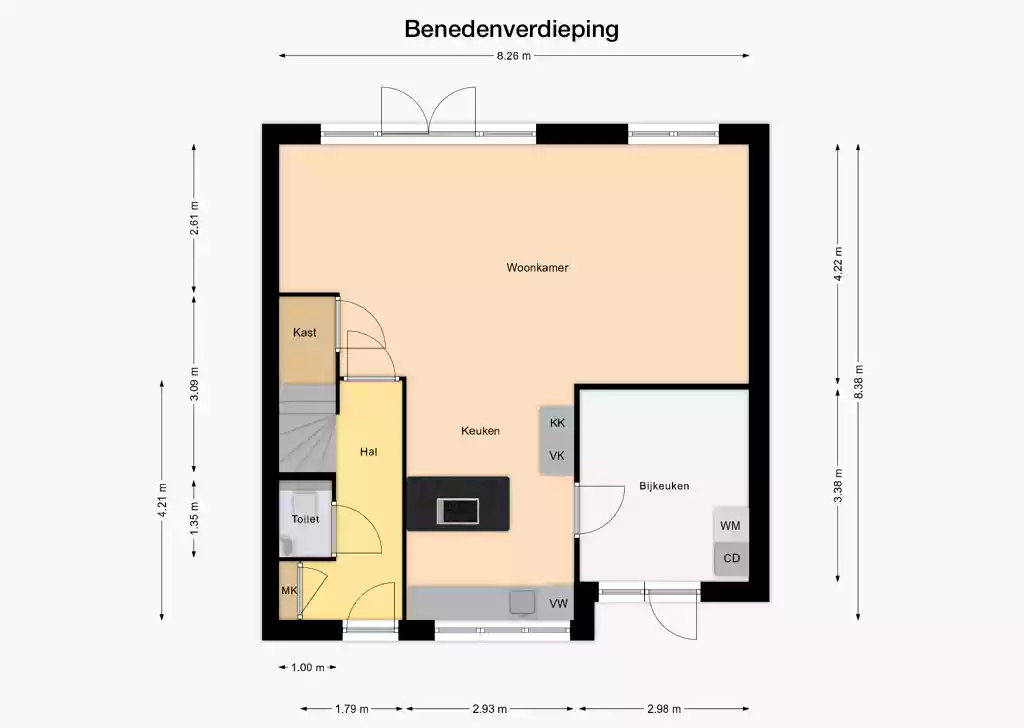 Benedenverdieping
8.26 m
2.61 m
4.22 m
Woonkamer
Kast
3.09 m
8.38 m
Keuken
KK
VK
Hal
Bijkeuken
4.21 m
1.35 m
3.38 m
Toilet
WM
CD
MK
VW
1.00 m
1.79 m
2.93 m
2.98 m